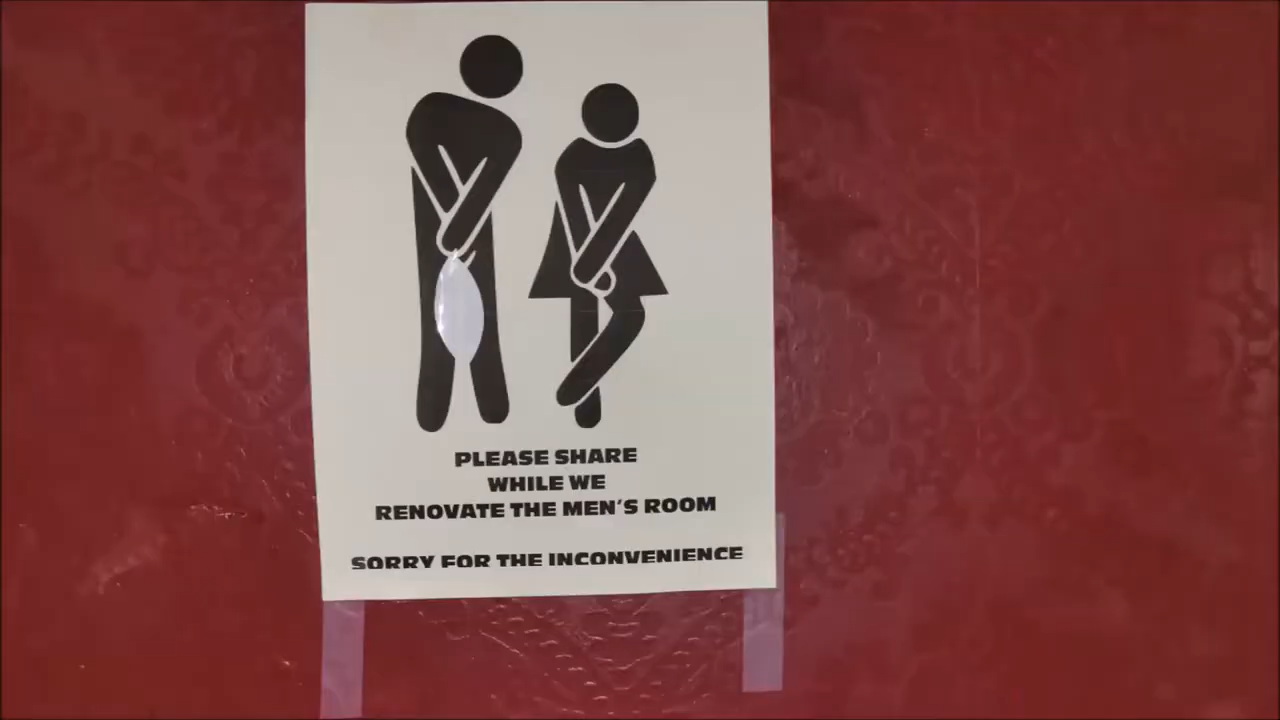 PLEASE SHARE
WHILE WE
RENOVATE THE MEN'S ROOM
SORRY FOR THE INCONVENIENCE